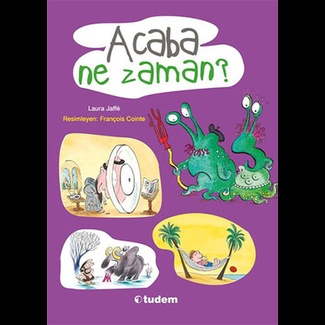 Acaba
ne zaman?
Laura Jaffé
Resimleyen: François Cointe
tudem